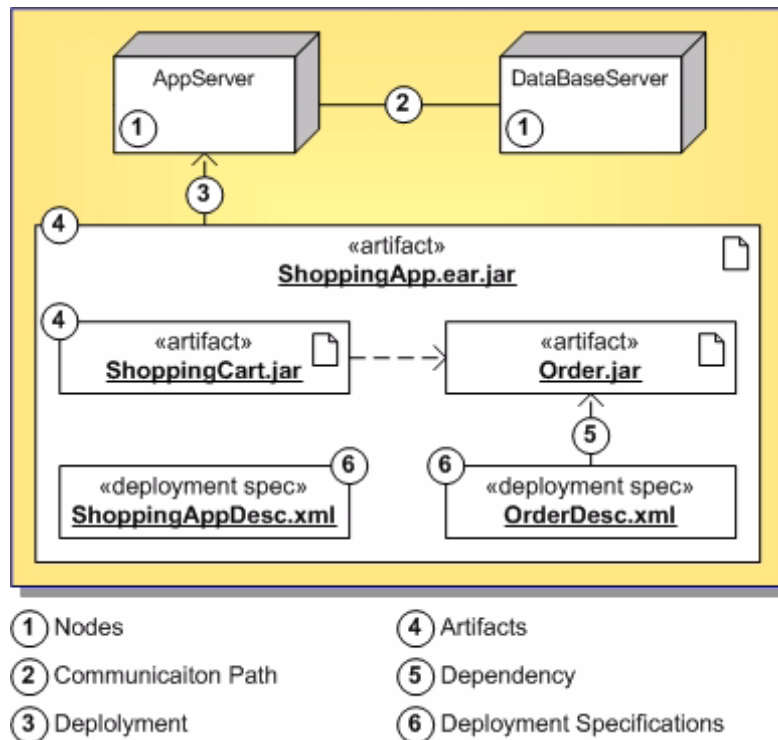 AppServer
DataBaseServer
1
2
1
3
4
«artifact»
ShoppingApp.ear.jar
4
«artifact»
ShoppingCart.jar
«artifact»
Order.jar
5
6
6
«deployment spec»
ShoppingAppDesc.xml
«deployment spec»
OrderDesc.xml
1 Nodes
4 Artifacts
2 Communicaiton Path
5 Dependency
3 Deplolyment
6 Deployment Specifications